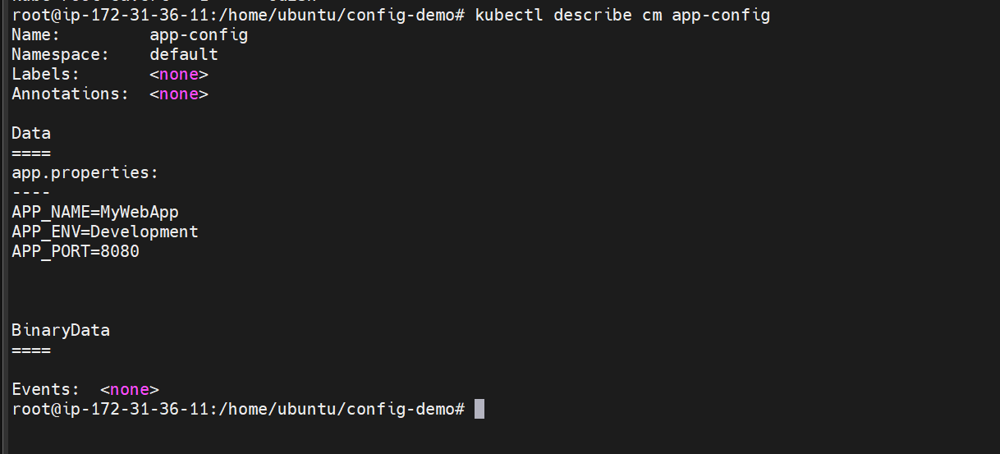 root@ip-172-31-36-11:/home/ubuntu/config-demo# kubectl describe cm app-config
Name:         app-config
Namespace:    default
Labels:       <none>
Annotations:  <none>

Data
====
app.properties:
----
APP_NAME=MyWebApp
APP_ENV=Development
APP_PORT=8080

BinaryData
====

Events:  <none>
root@ip-172-31-36-11:/home/ubuntu/config-demo#